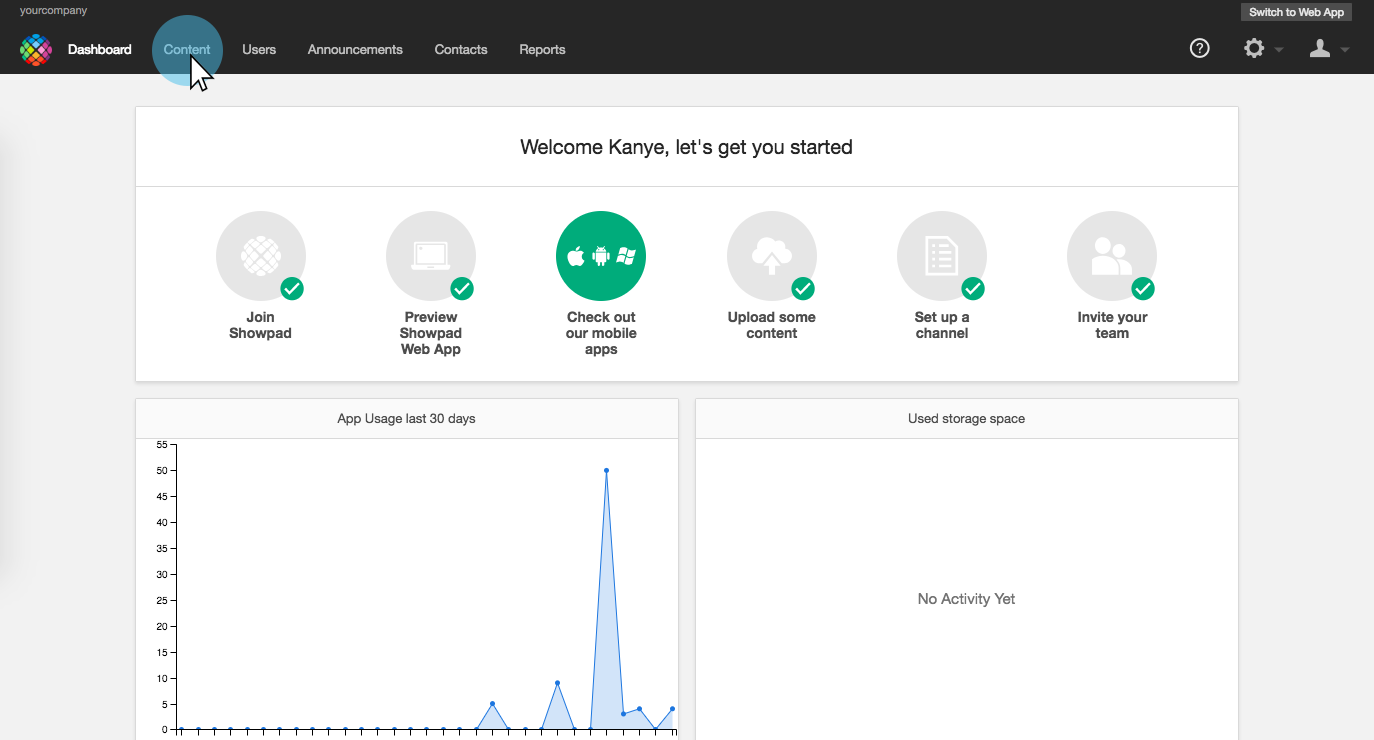 yourcompany
Switch to Web App
Dashboard Content Users Announcements Contacts Reports
?
Welcome Kanye, let's get you started
Join
Showpad
Preview
Showpad
Web App
Check out
our mobile
apps
Upload some
content
Set up a
channel
Invite your
team
App Usage last 30 days
55
50
45
40
35
30
25
20
15
10
5
0
Used storage space
No Activity Yet